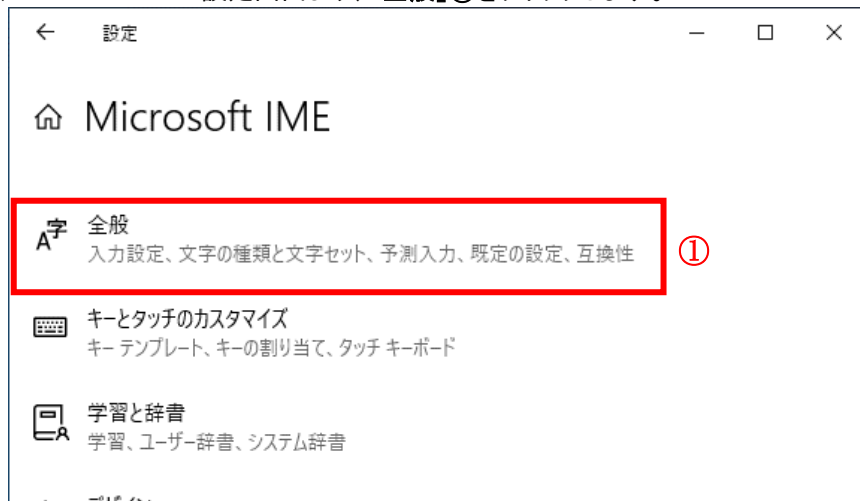 設定
Microsoft IME
全般
入力設定、文字の種類と文字セット、予測入力、既定の設定、互換性
①
キーとタッチのカスタマイズ
キー テンプレート、キーの割り当て、タッチ キーボード
学習と辞書
学習、ユーザー辞書、システム辞書